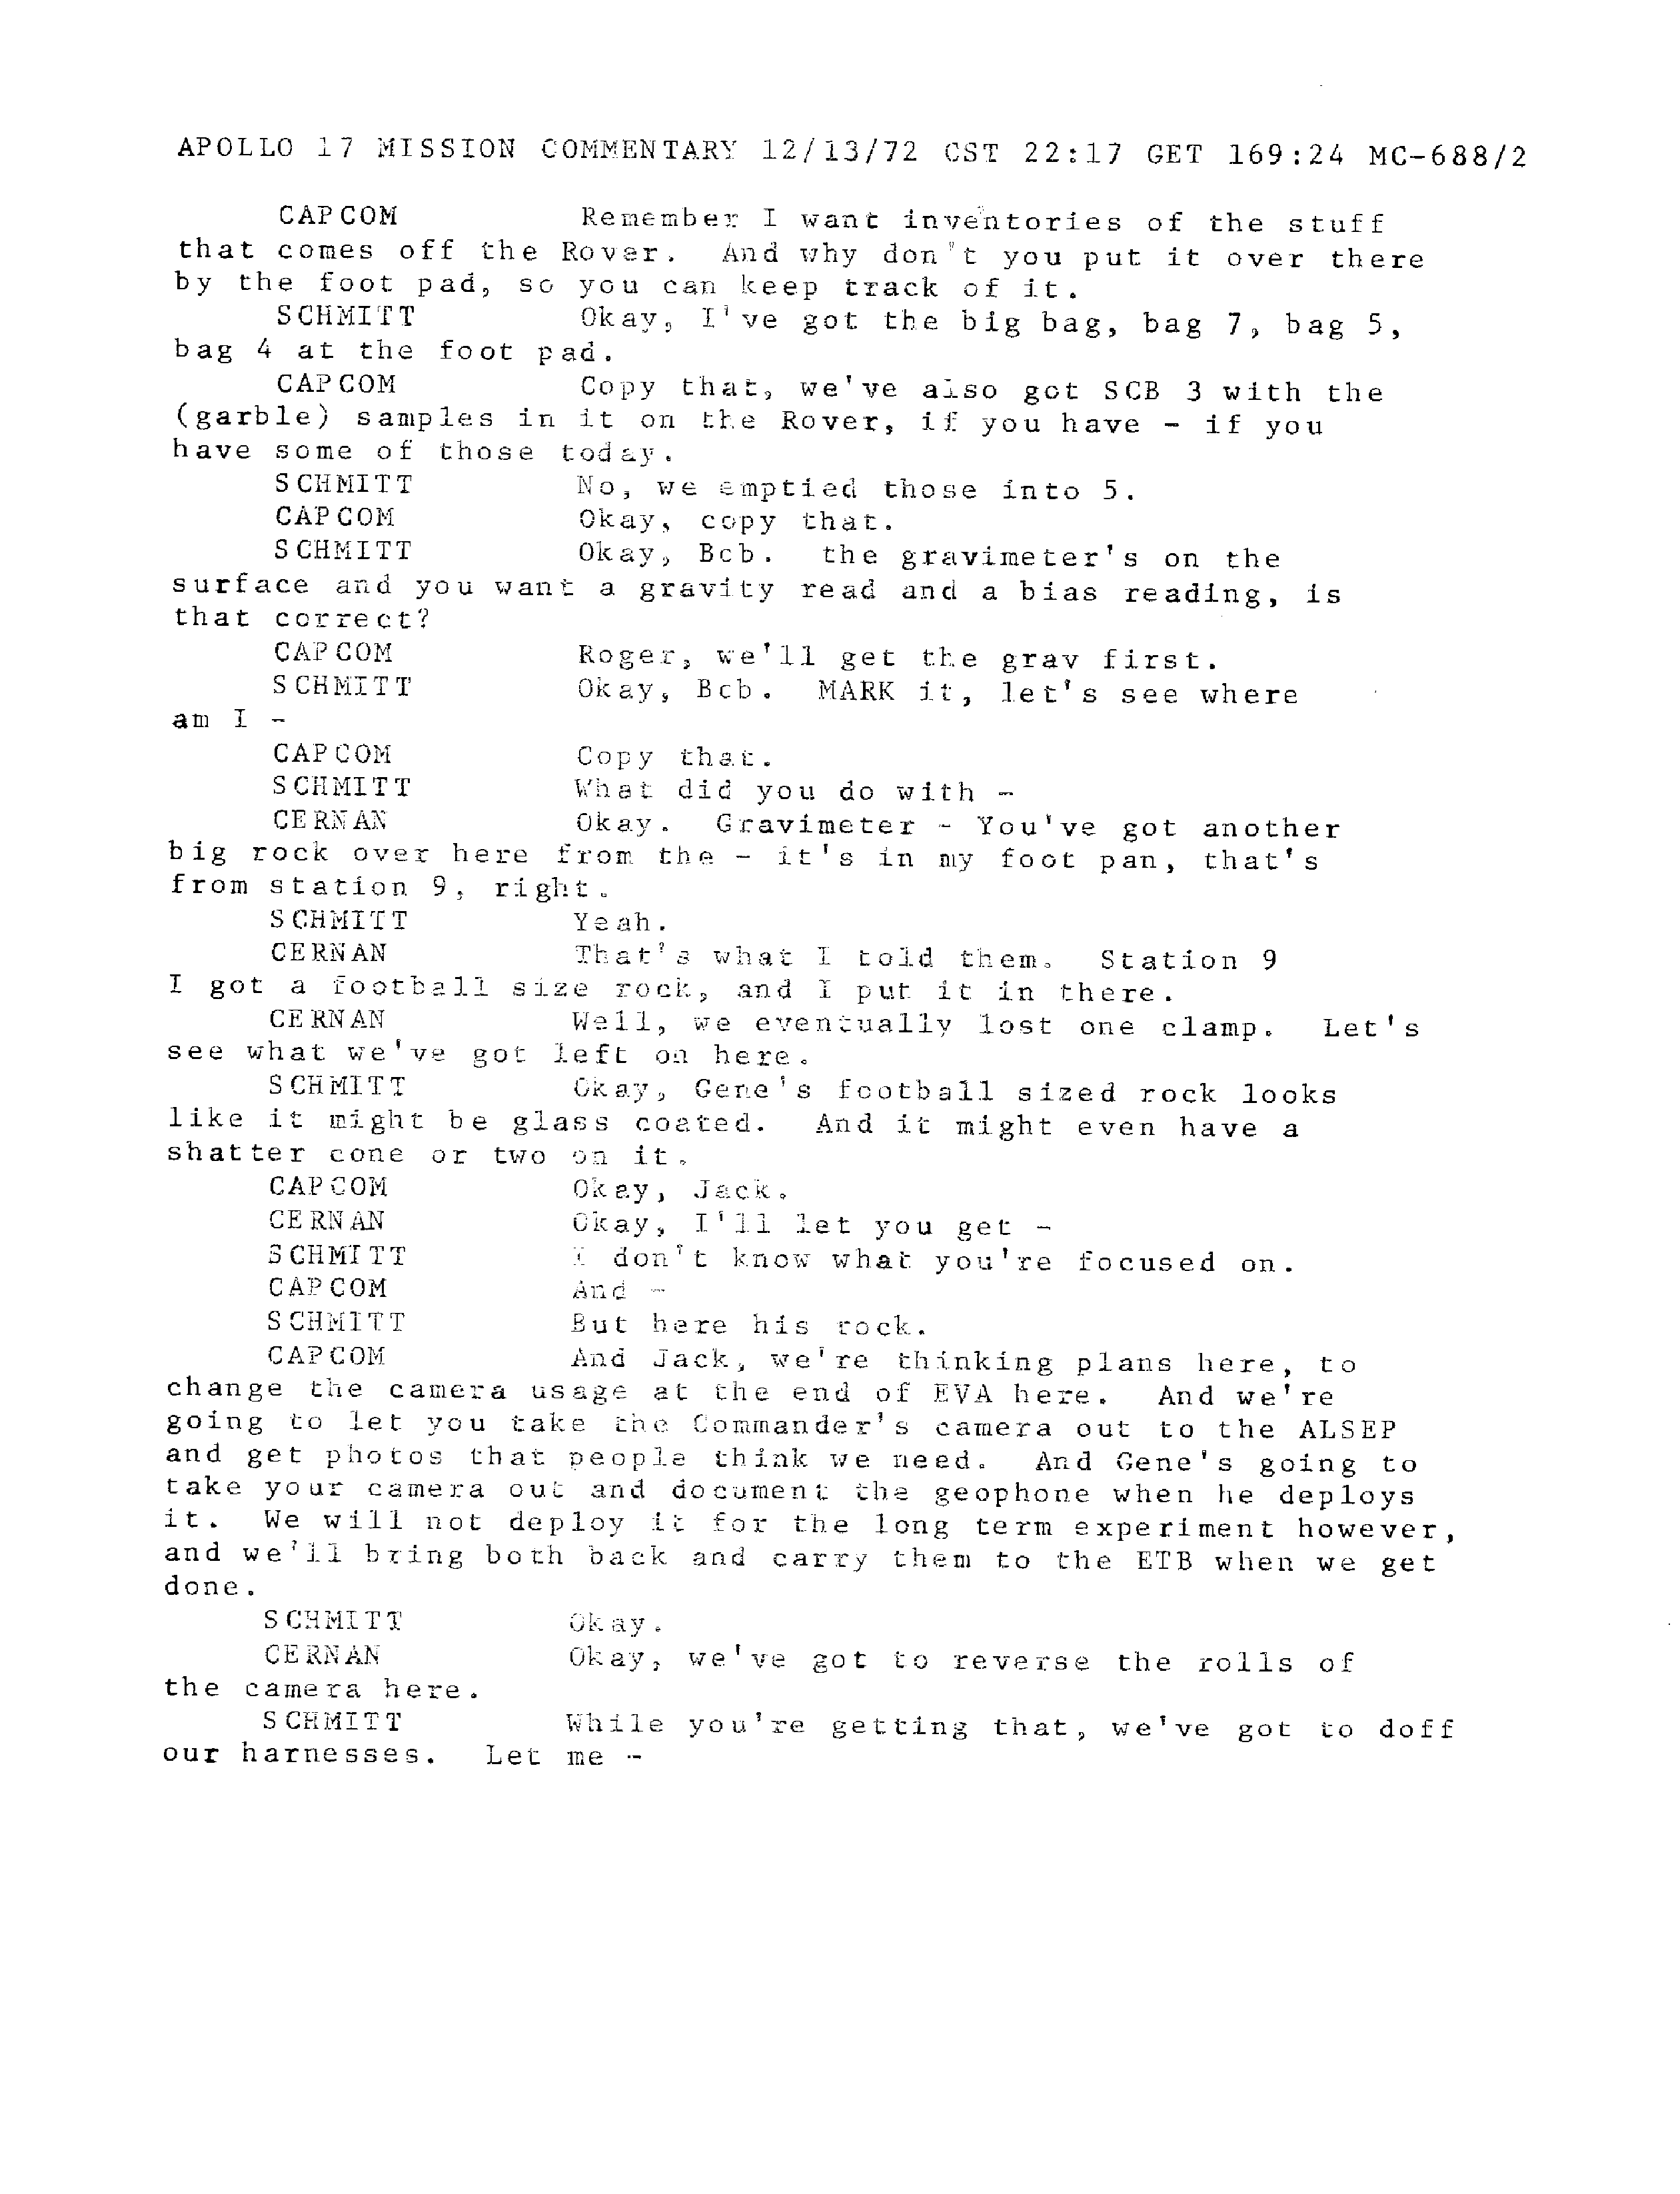 APOLLO 17 MISSION COMMENTARY 12/13/72 CST 22:17 GET 169:24 MC-688/2
CAPCOM Remember I want inventories of the stuff
that comes off the Rover. And why don't you put it over there
by the foot pad, so you can keep track of it.
SCHMITT Okay, I've got the big bag, bag 7, bag 5,
bag 4 at the foot pad.
CAPCOM Copy that, we've also got SCB 3 with the
(garble) samples in it on the Rover, if you have - if you
have some of those today.
SCHMITT No, we emptied those into 5.
CAPCOM Okay, copy that.
SCHMITT Okay, Bob. the gravimeter's on the
surface and you want a gravity read and a bias reading, is
that correct?
CAPCOM Roger, we'll get the grav first.
SCHMITT Okay, Bob. MARK it, let's see where
am I -
CAPCOM Copy that.
SCHMITT What did you do with -
CERNAN Okay. Gravimeter - You've got another
big rock over here from the - it's in my foot pan, that's
from station 9, right.
SCHMITT Yeah.
CERNAN That's what I told them. Station 9
I got a football size rock, and I put it in there.
CERNAN Well, we eventually lost one clamp. Let's
see what we've got left on here.
SCHMITT Okay, Gene's football sized rock looks
like it might be glass coated. And it might even have a
shatter cone or two on it.
CAPCOM Okay, Jack.
CERNAN Okay, I'll let you get -
SCHMITT I don't know what you're focused on.
CAPCOM And -
SCHMITT But here his rock.
CAPCOM And Jack, we're thinking plans here, to
change the camera usage at the end of EVA here. And we're
going to let you take the Commander's camera out to the ALSEP
and get photos that people think we need. And Gene's going to
take your camera out and document the geophone when he deploys
it. We will not deploy it for the long term experiment however,
and we'll bring both back and carry them to the ETB when we get
done.
SCHMITT Okay.
CERNAN Okay, we've got to reverse the rolls of
the camera here.
SCHMITT While you're getting that, we've got to doff
our harnesses. Let me -